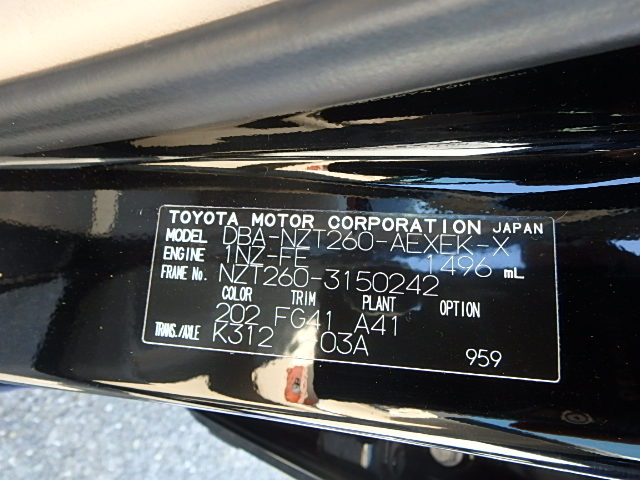 TOYOTA MOTOR CORPORATION JAPAN
MODEL DBA-NZT260-AEXEK-X
ENGINE 1NZ-FE 1496 mL
FRAME No. NZT260-3150242
COLOR TRIM PLANT OPTION
202 FG41 A41
TRANS./AXLE K312 03A
959